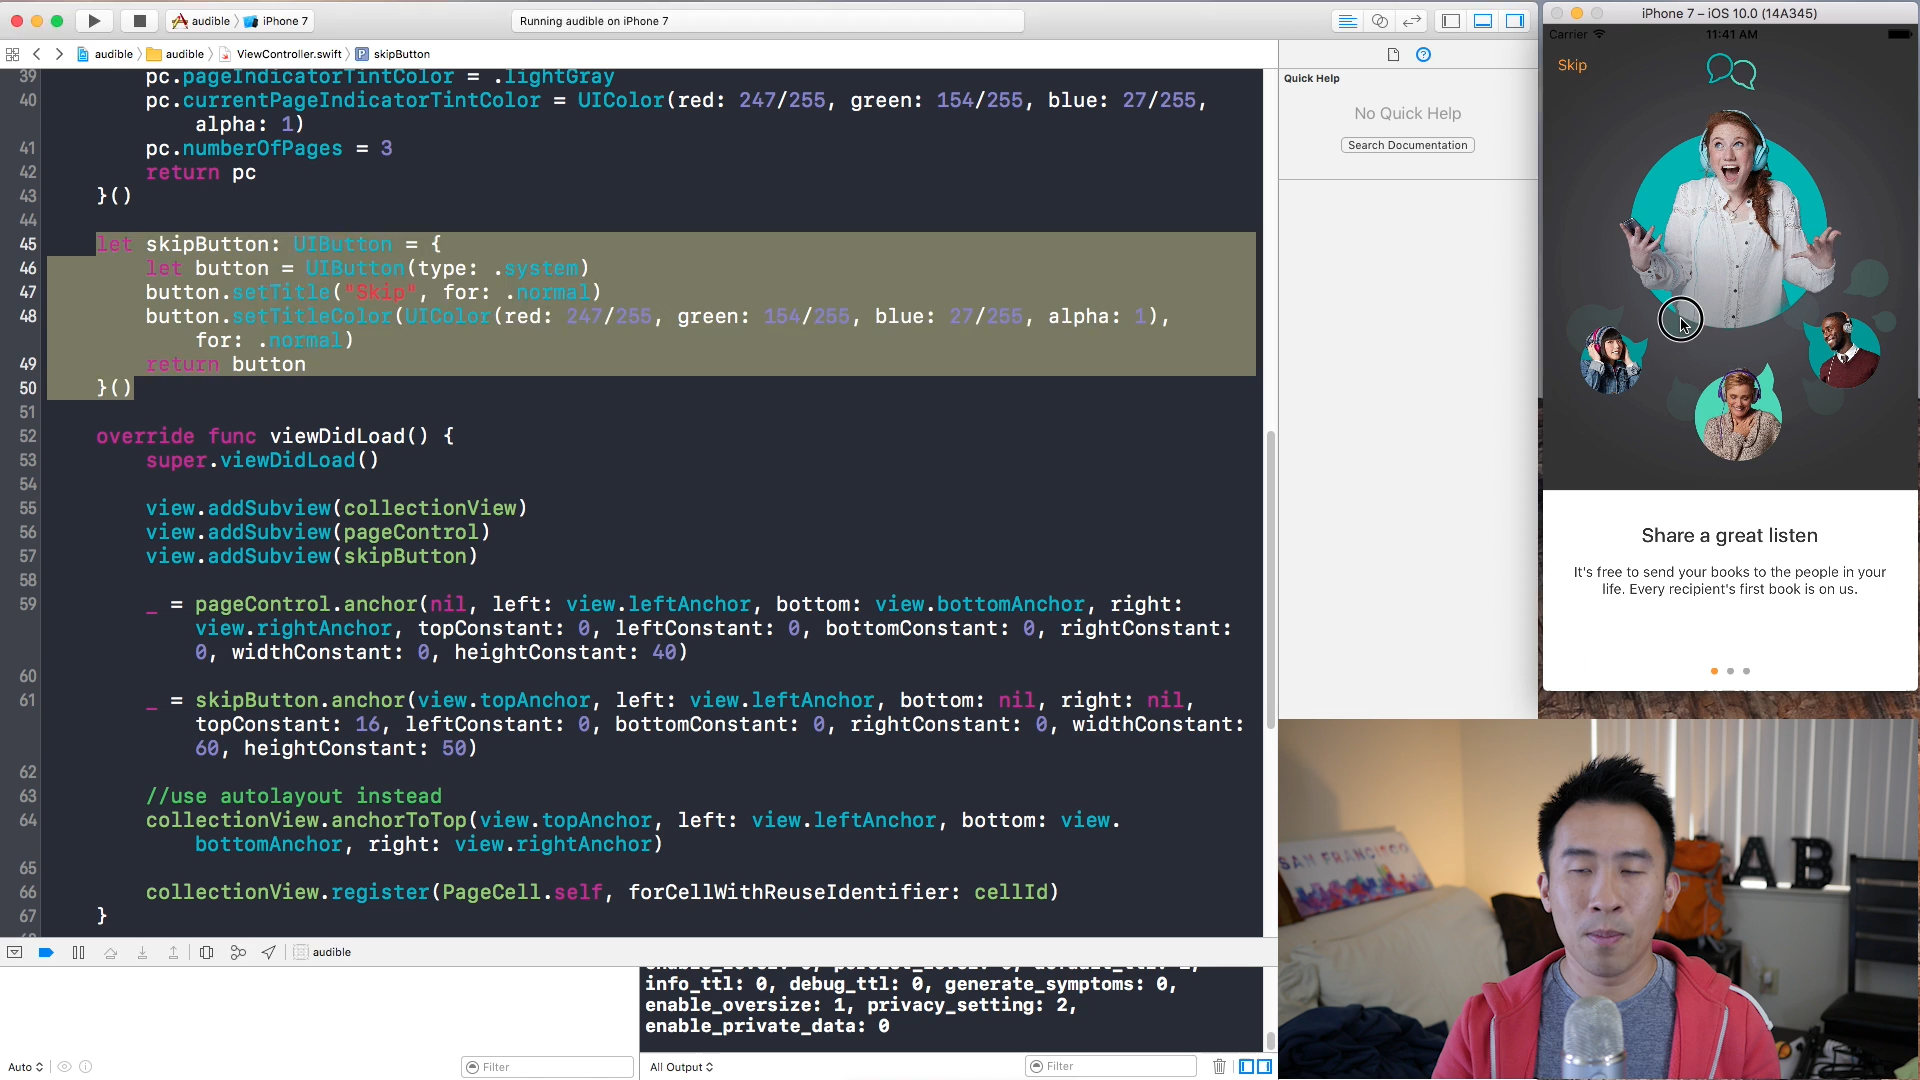 audible
iPhone 7
Running audible on iPhone 7
audible
audible
ViewController.swift
skipButton
39 pc.pageIndicatorTintColor = .lightGray
40 pc.currentPageIndicatorTintColor = UIColor(red: 247/255, green: 154/255, blue: 27/255,
alpha: 1)
41 pc.numberOfPages = 3
42 return pc
43 }()
44
45 let skipButton: UIButton = {
46 let button = UIButton(type: .system)
47 button.setTitle("Skip", for: .normal)
48 button.setTitleColor(UIColor(red: 247/255, green: 154/255, blue: 27/255, alpha: 1),
for: .normal)
49 return button
50 }()
51
52 override func viewDidLoad() {
53 super.viewDidLoad()
54
55 view.addSubview(collectionView)
56 view.addSubview(pageControl)
57 view.addSubview(skipButton)
58
59 _ = pageControl.anchor(nil, left: view.leftAnchor, bottom: view.bottomAnchor, right:
view.rightAnchor, topConstant: 0, leftConstant: 0, bottomConstant: 0, rightConstant:
0, widthConstant: 0, heightConstant: 40)
60
61 _ = skipButton.anchor(view.topAnchor, left: view.leftAnchor, bottom: nil, right: nil,
topConstant: 16, leftConstant: 0, bottomConstant: 0, rightConstant: 0, widthConstant:
60, heightConstant: 50)
62
63 //use autolayout instead
64 collectionView.anchorToTop(view.topAnchor, left: view.leftAnchor, bottom: view.
bottomAnchor, right: view.rightAnchor)
65
66 collectionView.register(PageCell.self, forCellWithReuseIdentifier: cellId)
67 }
audible
info_ttl: 0, debug_ttl: 0, generate_symptoms: 0,
enable_oversize: 1, privacy_setting: 2,
enable_private_data: 0
Auto
Filter
All Output
Filter
Quick Help
No Quick Help
Search Documentation
iPhone 7 – iOS 10.0 (14A345)
Carrier
11:41 AM
Skip
Share a great listen
It's free to send your books to the people in your
life. Every recipient's first book is on us.
SAN FRANCISCO
AB